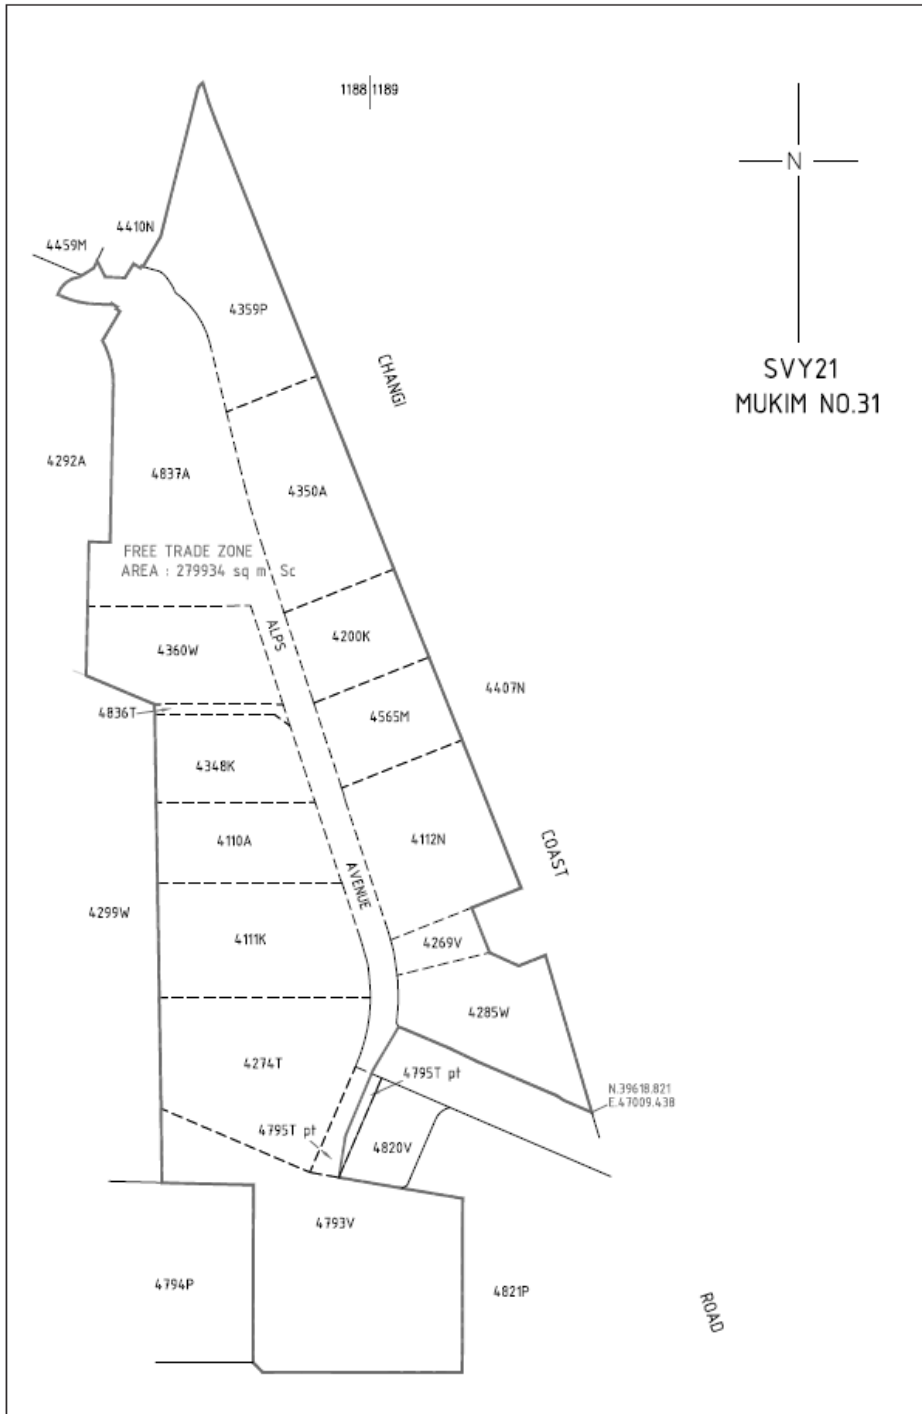 1188 1189
N
SVY21
MUKIM NO.31
4410N
4459M
4359P
CHANGI
4292A
4837A
4350A
FREE TRADE ZONE
AREA : 279934 sq m Sc
ALPS
4200K
4360W
4407N
4836T
4565M
4348K
4110A
4112N
COAST
AVENUE
4299W
4111K
4269V
4285W
4274T
4795T pt
N.39618.821
E.47009.438
4795T pt
4820V
4793V
4794P
4821P
ROAD